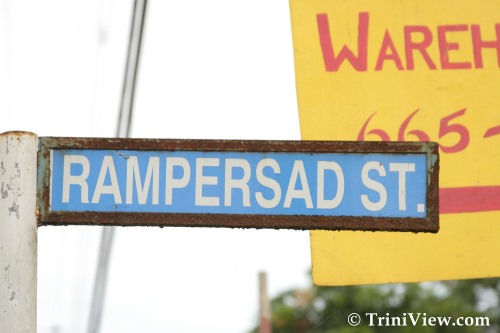 WAREH
665-
RAMPERSAD ST.
© TriniView.com